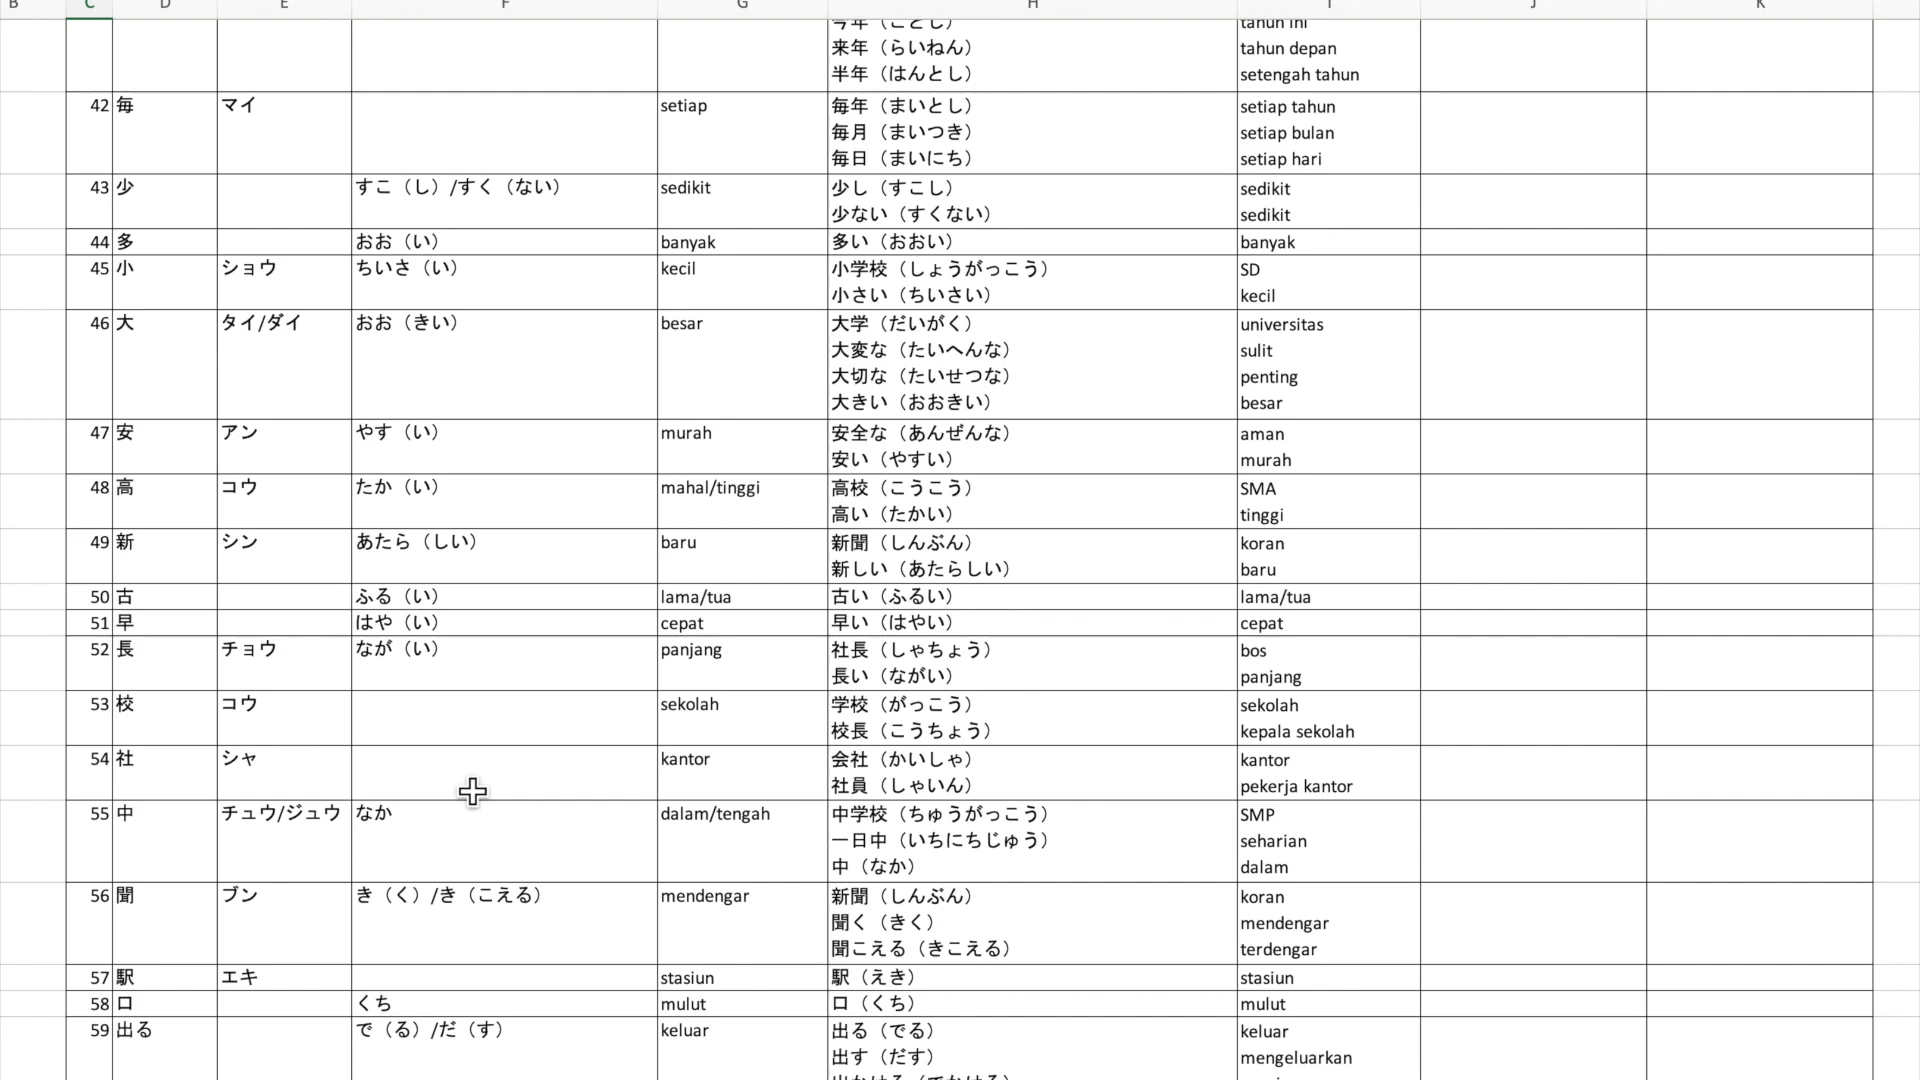 B C D E F G H I J K
今年（ことし） tahun ini
来年（らいねん） tahun depan
半年（はんとし） setengah tahun
42 毎 マイ setiap 毎年（まいとし） setiap tahun
毎月（まいつき） setiap bulan
毎日（まいにち） setiap hari
43 少 すこ（し）/すく（ない） sedikit 少し（すこし） sedikit
少ない（すくない） sedikit
44 多 おお（い） banyak 多い（おおい） banyak
45 小 ショウ ちいさ（い） kecil 小学校（しょうがっこう） SD
小さい（ちいさい） kecil
46 大 タイ/ダイ おお（きい） besar 大学（だいがく） universitas
大変な（たいへんな） sulit
大切な（たいせつな） penting
大きい（おおきい） besar
47 安 アン やす（い） murah 安全な（あんぜんな） aman
安い（やすい） murah
48 高 コウ たか（い） mahal/tinggi 高校（こうこう） SMA
高い（たかい） tinggi
49 新 シン あたら（しい） baru 新聞（しんぶん） koran
新しい（あたらしい） baru
50 古 ふる（い） lama/tua 古い（ふるい） lama/tua
51 早 はや（い） cepat 早い（はやい） cepat
52 長 チョウ なが（い） panjang 社長（しゃちょう） bos
長い（ながい） panjang
53 校 コウ sekolah 学校（がっこう） sekolah
校長（こうちょう） kepala sekolah
54 社 シャ kantor 会社（かいしゃ） kantor
社員（しゃいん） pekerja kantor
55 中 チュウ/ジュウ なか dalam/tengah 中学校（ちゅうがっこう） SMP
一日中（いちにちじゅう） seharian
中（なか） dalam
56 聞 ブン き（く）/き（こえる） mendengar 新聞（しんぶん） koran
聞く（きく） mendengar
聞こえる（きこえる） terdengar
57 駅 エキ stasiun 駅（えき） stasiun
58 口 くち mulut 口（くち） mulut
59 出る で（る）/だ（す） keluar 出る（でる） keluar
出す（だす） mengeluarkan